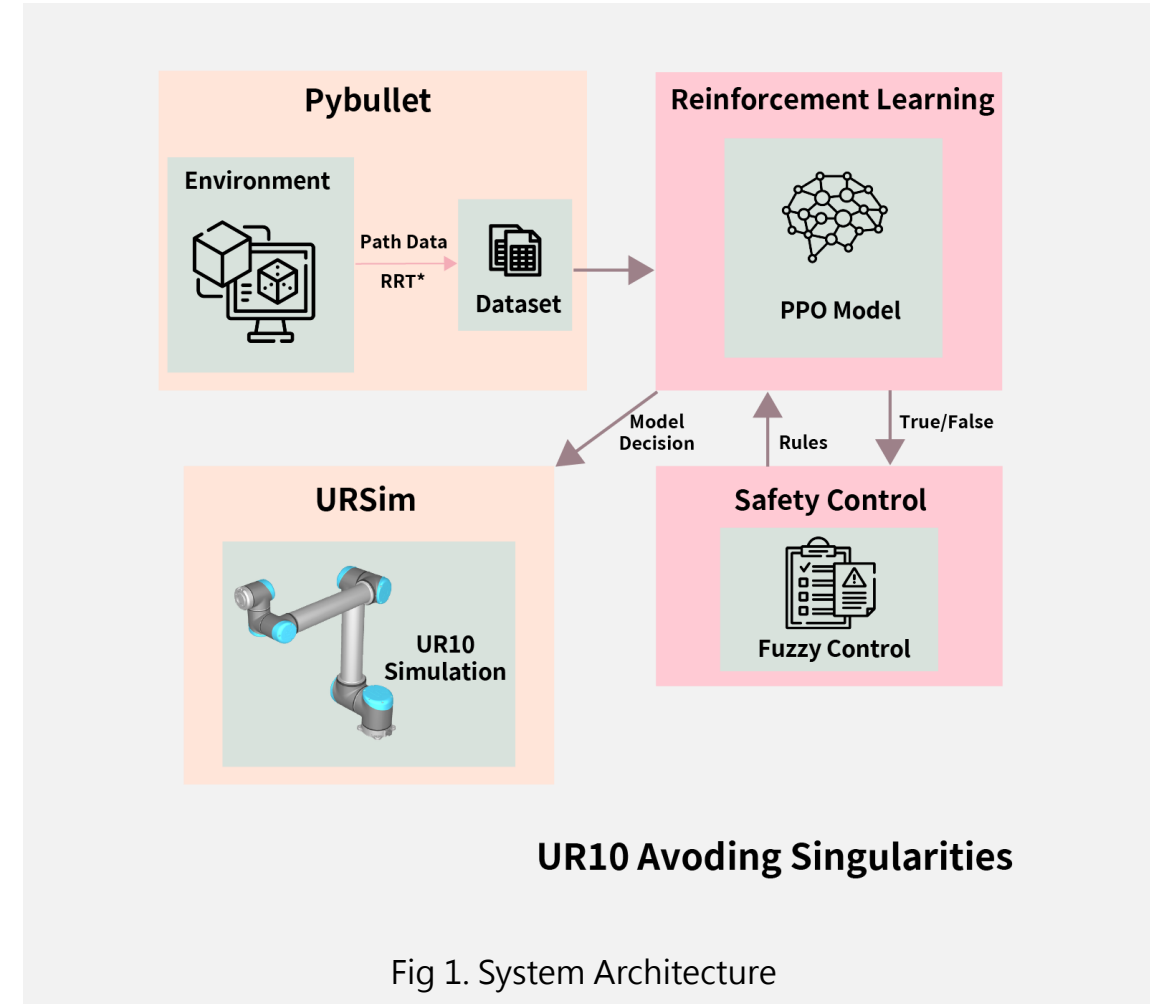 Pybullet
Environment
Path Data
RRT*
Dataset
Reinforcement Learning
PPO Model
Model
Decision
Rules
True/False
URSim
UR10
Simulation
Safety Control
Fuzzy Control
UR10 Avoding Singularities
Fig 1. System Architecture